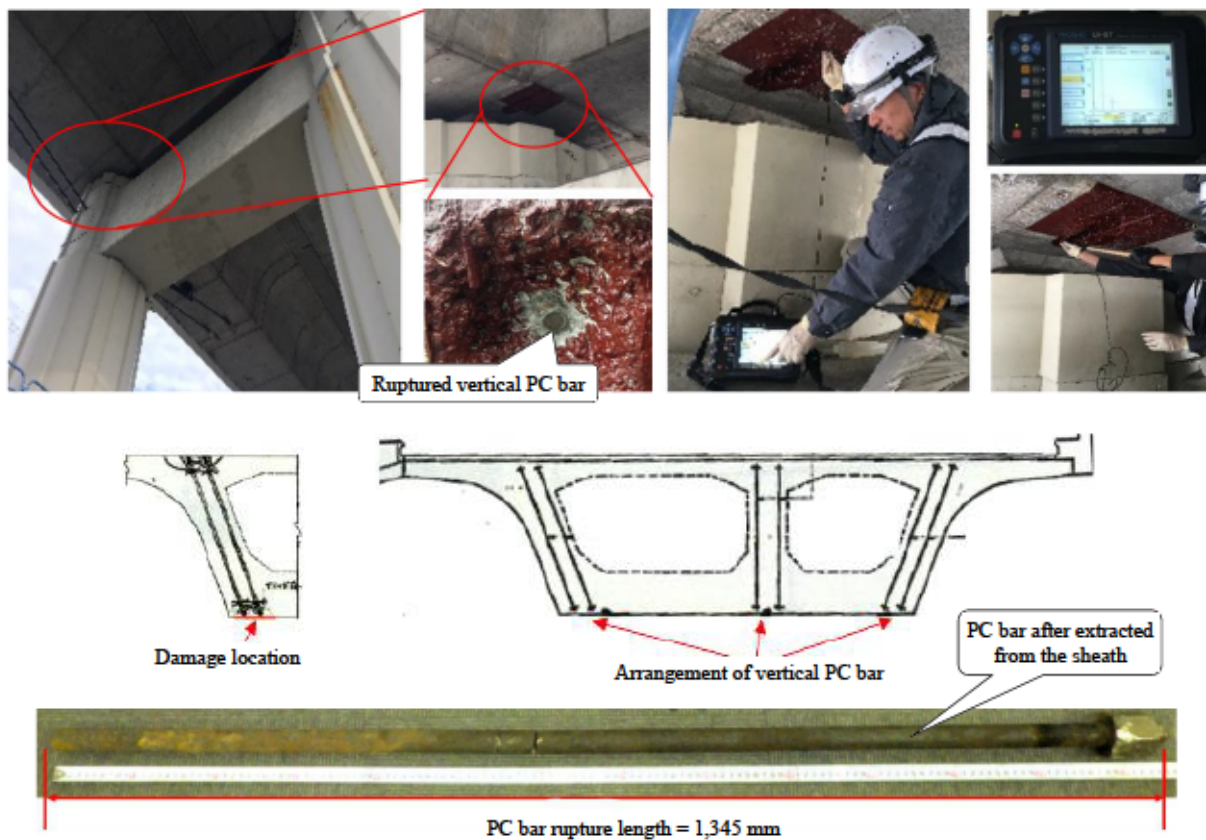 Ruptured vertical PC bar
Damage location
Arrangement of vertical PC bar
PC bar after extracted
from the sheath
PC bar rupture length = 1,345 mm